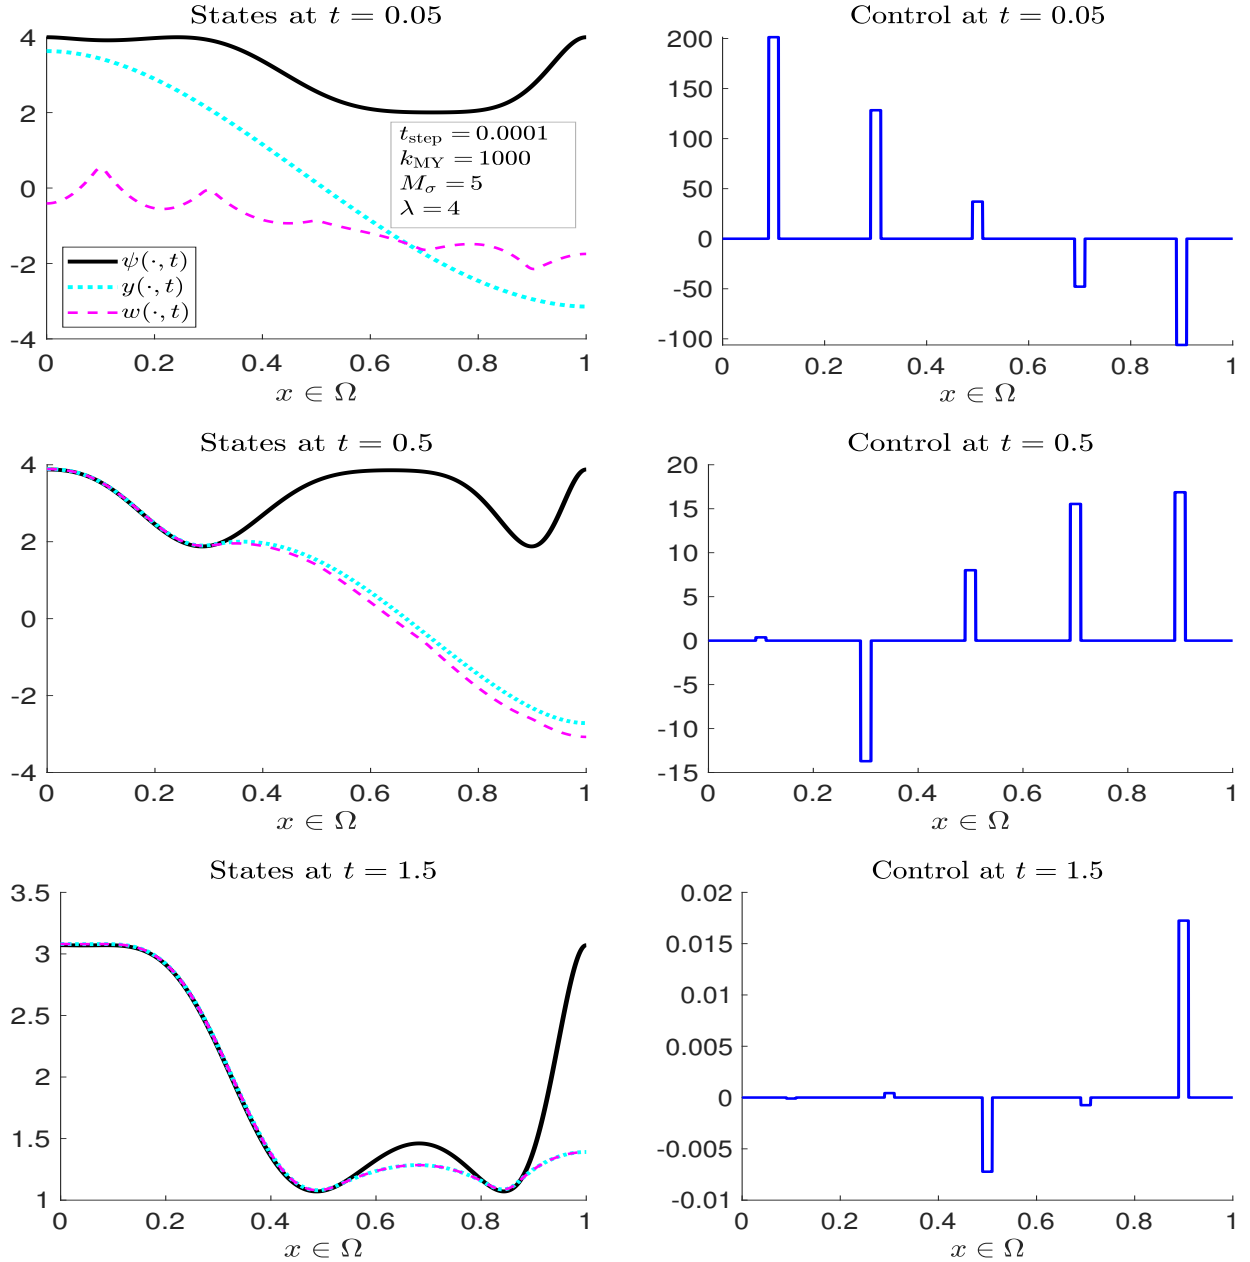 States at t = 0.05
4
2
0
-2
-4
t_step = 0.0001
k_MY = 1000
M_σ = 5
λ = 4
ψ(·, t)
y(·, t)
w(·, t)
0 0.2 0.4 0.6 0.8 1
x ∈ Ω
Control at t = 0.05
200
150
100
50
0
-50
-100
0 0.2 0.4 0.6 0.8 1
x ∈ Ω
States at t = 0.5
4
2
0
-2
-4
0 0.2 0.4 0.6 0.8 1
x ∈ Ω
Control at t = 0.5
20
15
10
5
0
-5
-10
-15
0 0.2 0.4 0.6 0.8 1
x ∈ Ω
States at t = 1.5
3.5
3
2.5
2
1.5
1
0 0.2 0.4 0.6 0.8 1
x ∈ Ω
Control at t = 1.5
0.02
0.015
0.01
0.005
0
-0.005
-0.01
0 0.2 0.4 0.6 0.8 1
x ∈ Ω